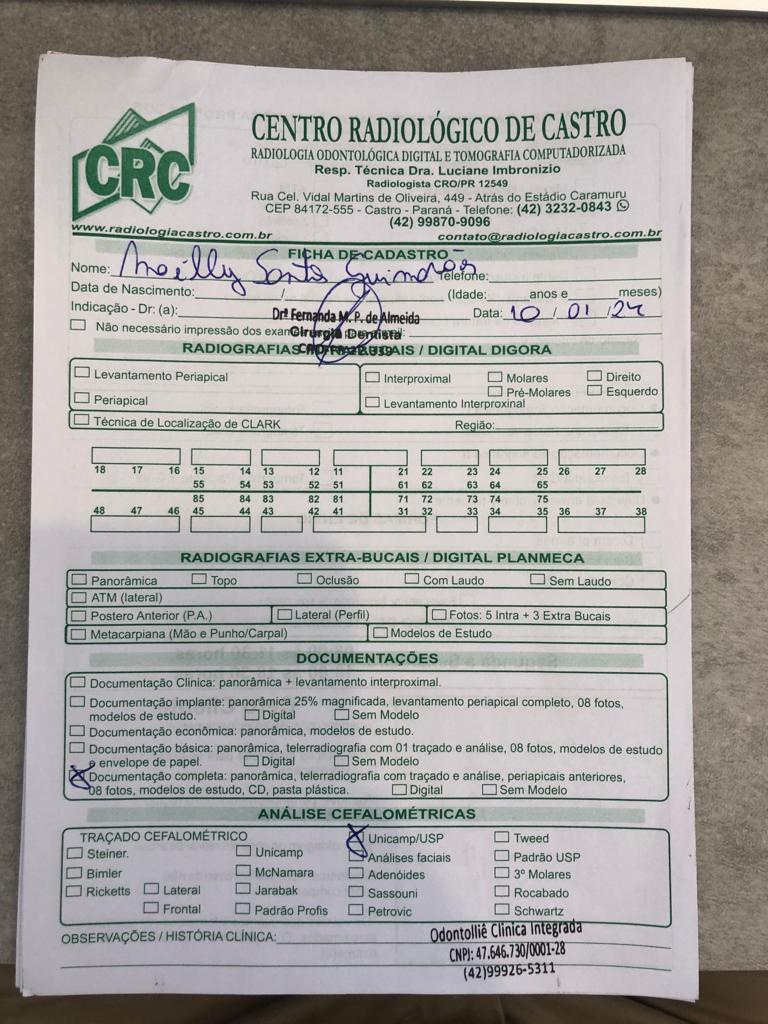 CRC
CENTRO RADIOLÓGICO DE CASTRO
RADIOLOGIA ODONTOLÓGICA DIGITAL E TOMOGRAFIA COMPUTADORIZADA
Resp. Técnica Dra. Luciane Imbronizio
Radiologista CRO/PR 12549
Rua Cel. Vidal Martins de Oliveira, 449 - Atrás do Estádio Caramuru
CEP 84172-555 - Castro - Paraná - Telefone: (42) 3232-0843
(42) 99870-9096
www.radiologiacastro.com.br contato@radiologiacastro.com.br
FICHA DE CADASTRO
Nome: Santos Guimarães Telefone:
Data de Nascimento: / (Idade: anos e meses)
Indicação - Dr: (a): Drª Fernanda M. P. de Almeida Data: 10 / 01 / 24
Não necessário impressão dos
Cirurgiã Dentista
RADIOGRAFIAS / DIGITAL DIGORA
Levantamento Periapical Interproximal Molares Direito
Periapical Levantamento Interproxinal Pré-Molares Esquerdo
Técnica de Localização de CLARK Região:
18 17 16 15 14 13 12 11 21 22 23 24 25 26 27 28
55 54 53 52 51 61 62 63 64 65
85 84 83 82 81 71 72 73 74 75
48 47 46 45 44 43 42 41 31 32 33 34 35 36 37 38
RADIOGRAFIAS EXTRA-BUCAIS / DIGITAL PLANMECA
Panorâmica Topo Oclusão Com Laudo Sem Laudo
ATM (lateral)
Postero Anterior (P.A.) Lateral (Perfil) Fotos: 5 Intra + 3 Extra Bucais
Metacarpiana (Mão e Punho/Carpal) Modelos de Estudo
DOCUMENTAÇÕES
Documentação Clinica: panorâmica + levantamento interproximal.
Documentação implante: panorâmica 25% magnificada, levantamento periapical completo, 08 fotos,
modelos de estudo. Digital Sem Modelo
Documentação econômica: panorâmica, modelos de estudo.
Documentação básica: panorâmica, telerradiografia com 01 traçado e análise, 08 fotos, modelos de estudo
e envelope de papel. Digital Sem Modelo
X Documentação completa: panorâmica, telerradiografia com traçado e análise, periapicais anteriores,
08 fotos, modelos de estudo, CD, pasta plástica. Digital Sem Modelo
ANÁLISE CEFALOMÉTRICAS
TRAÇADO CEFALOMÉTRICO X Unicamp/USP Tweed
Steiner. Unicamp Análises faciais Padrão USP
Bimler McNamara Adenóides 3º Molares
Ricketts Lateral Jarabak Sassouni Rocabado
Frontal Padrão Profis Petrovic Schwartz
OBSERVAÇÕES / HISTÓRIA CLÍNICA:
Odontolliê Clínica Integrada
CNPJ: 47.646.730/0001-28
(42)99926-5311